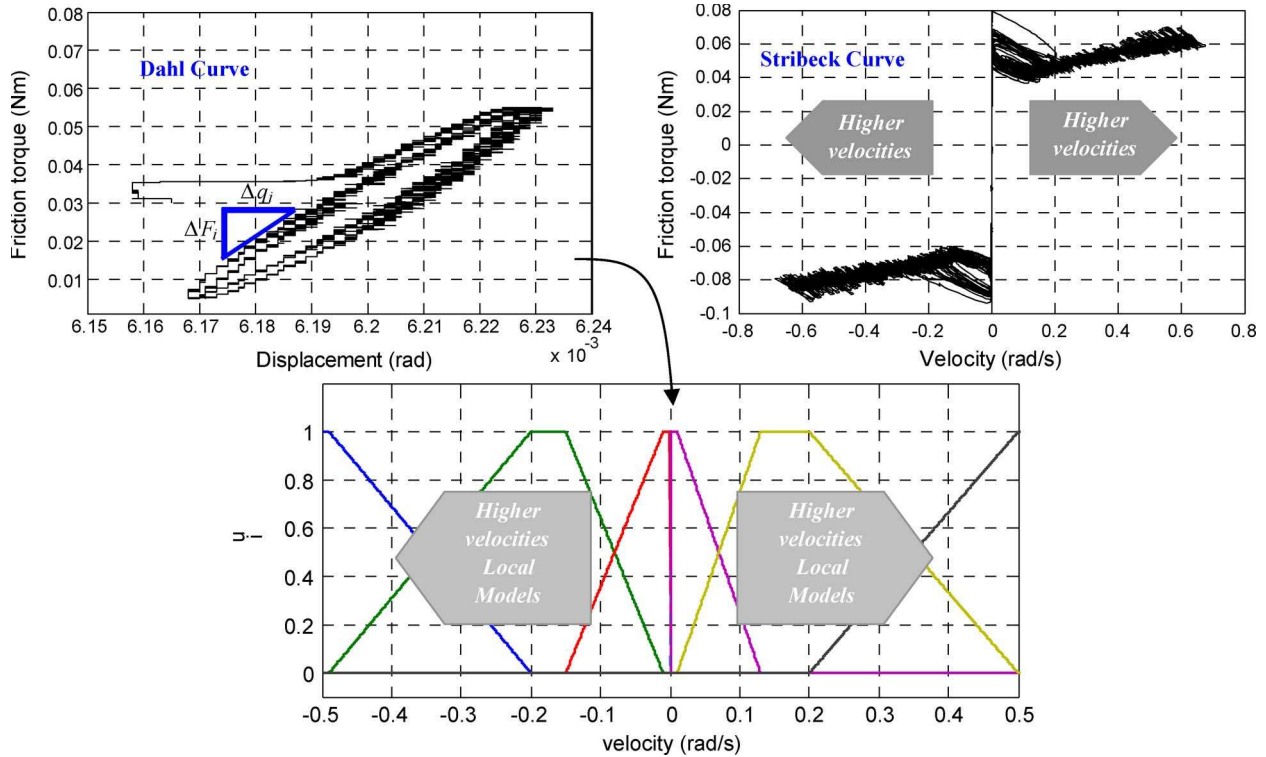 0.08
0.07
0.06
0.05
0.04
0.03
0.02
0.01
Friction torque (Nm)
Dahl Curve
Δq_i
ΔF_i
6.15 6.16 6.17 6.18 6.19 6.2 6.21 6.22 6.23 6.24
Displacement (rad)
x 10^-3
0.08
0.06
0.04
0.02
0
-0.02
-0.04
-0.06
-0.08
-0.1
Friction torque (Nm)
Stribeck Curve
Higher
velocities
Higher
velocities
-0.8 -0.6 -0.4 -0.2 0 0.2 0.4 0.6 0.8
Velocity (rad/s)
1
0.8
0.6
0.4
0.2
0
u_i
Higher
velocities
Local
Models
Higher
velocities
Local
Models
-0.5 -0.4 -0.3 -0.2 -0.1 0 0.1 0.2 0.3 0.4 0.5
velocity (rad/s)